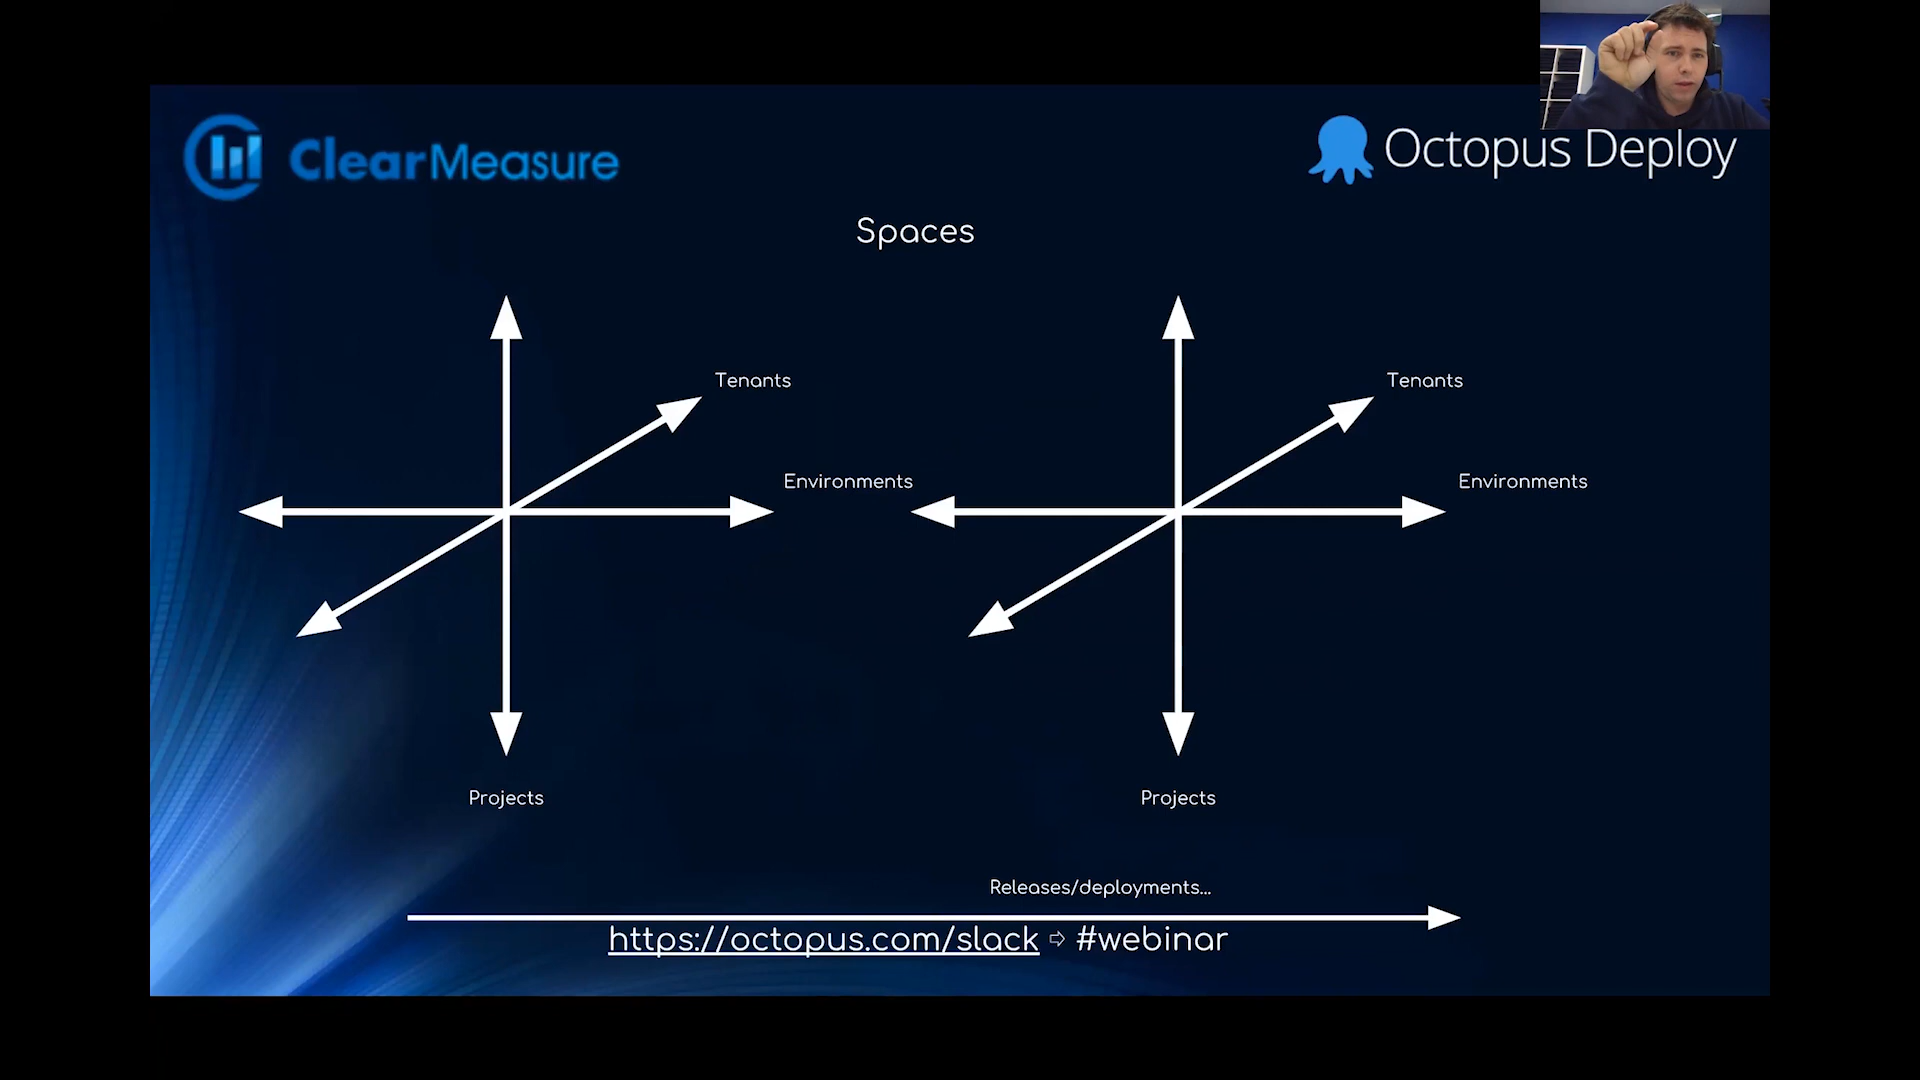 ClearMeasure
Octopus Deploy
Spaces
Tenants
Tenants
Environments
Environments
Projects
Projects
Releases/deployments...
https://octopus.com/slack ⇨ #webinar